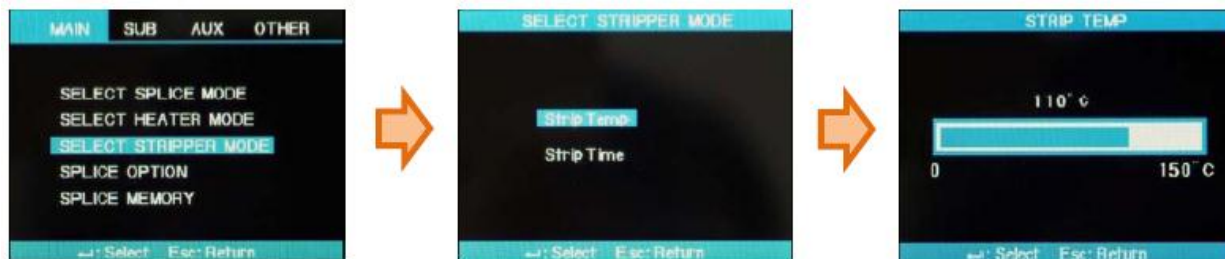 MAIN SUB AUX OTHER
SELECT SPLICE MODE
SELECT HEATER MODE
SELECT STRIPPER MODE
SPLICE OPTION
SPLICE MEMORY
↵: Select Esc: Return
SELECT STRIPPER MODE
Strip Temp
Strip Time
↵: Select Esc: Return
STRIP TEMP
110°c
0 150°C
↵: Select Esc: Return